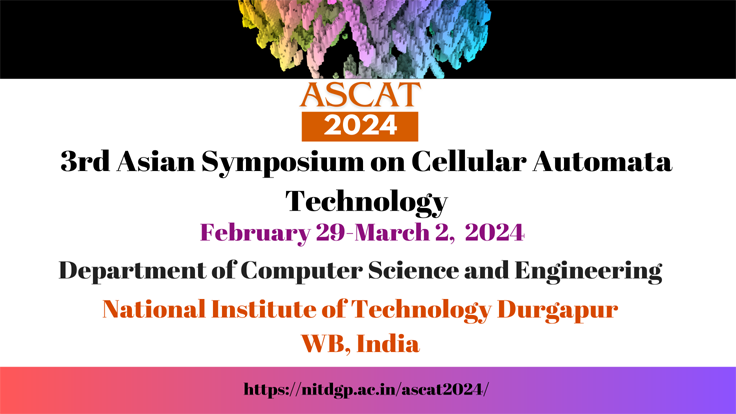 ASCAT
2024
3rd Asian Symposium on Cellular Automata
Technology
February 29-March 2, 2024
Department of Computer Science and Engineering
National Institute of Technology Durgapur
WB, India
https://nitdgp.ac.in/ascat2024/